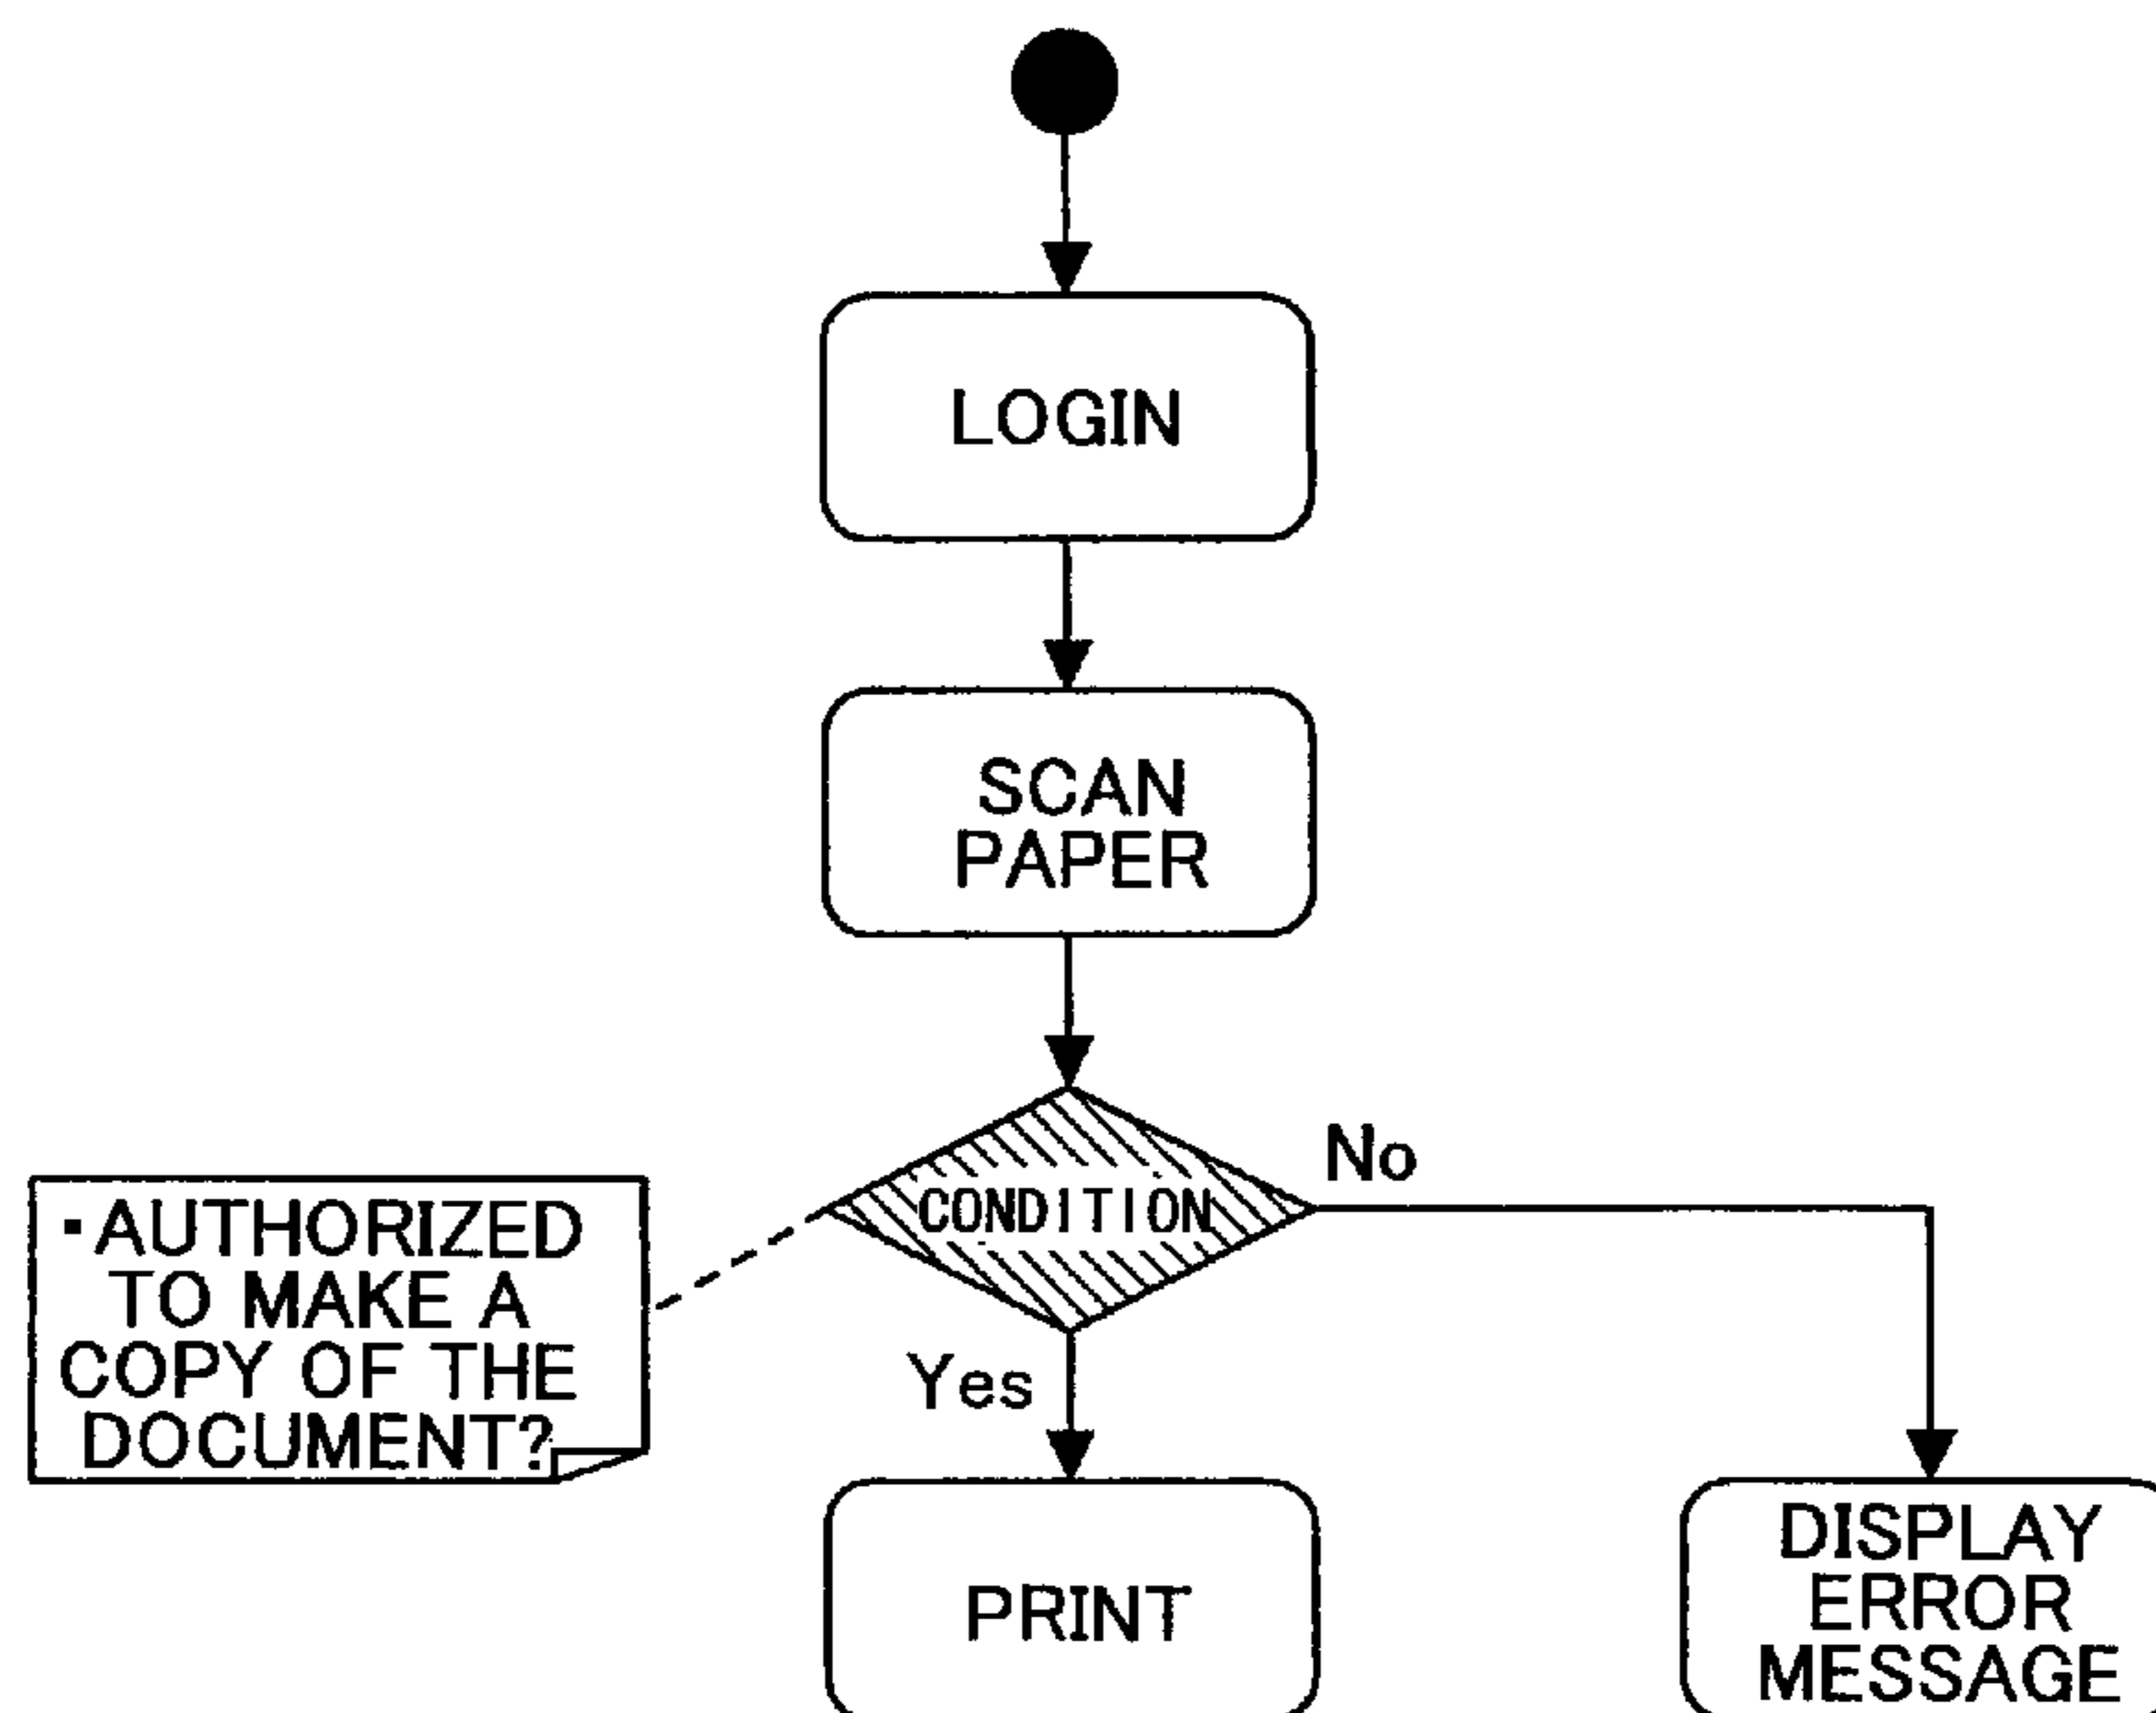 LOGIN
SCAN
PAPER
CONDITION
No
▪AUTHORIZED
TO MAKE A
COPY OF THE
DOCUMENT?
Yes
PRINT
DISPLAY
ERROR
MESSAGE